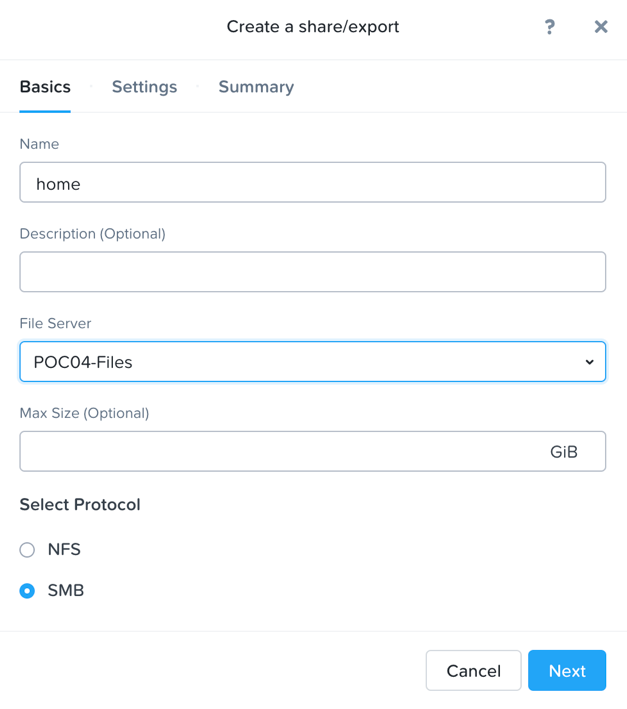 Create a share/export ? ×
Basics · Settings · Summary
Name
home
Description (Optional)
File Server
POC04-Files
Max Size (Optional)
GiB
Select Protocol
NFS
SMB
Cancel Next